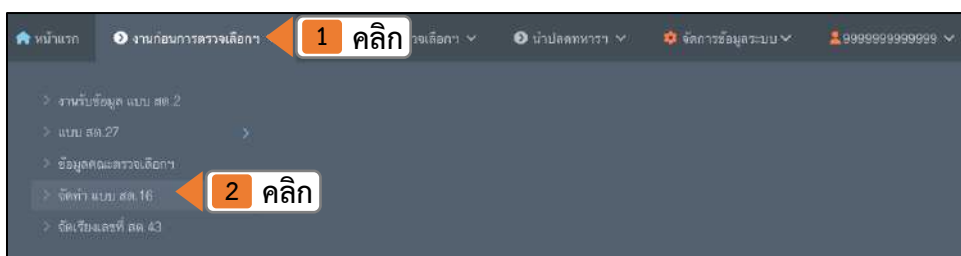 หน้าแรก งานก่อนการตรวจเลือกฯ 1 คลิก วจเลือกฯ นำปลดทหารฯ จัดการข้อมูลระบบ 9999999999999
> งานรับข้อมูล แบบ สด.2
> แบบ สด.27 >
> ข้อมูลคณะตรวจเลือกฯ
> จัดทำ แบบ สด.16 2 คลิก
> จัดเรียงเลขที่ สด.43